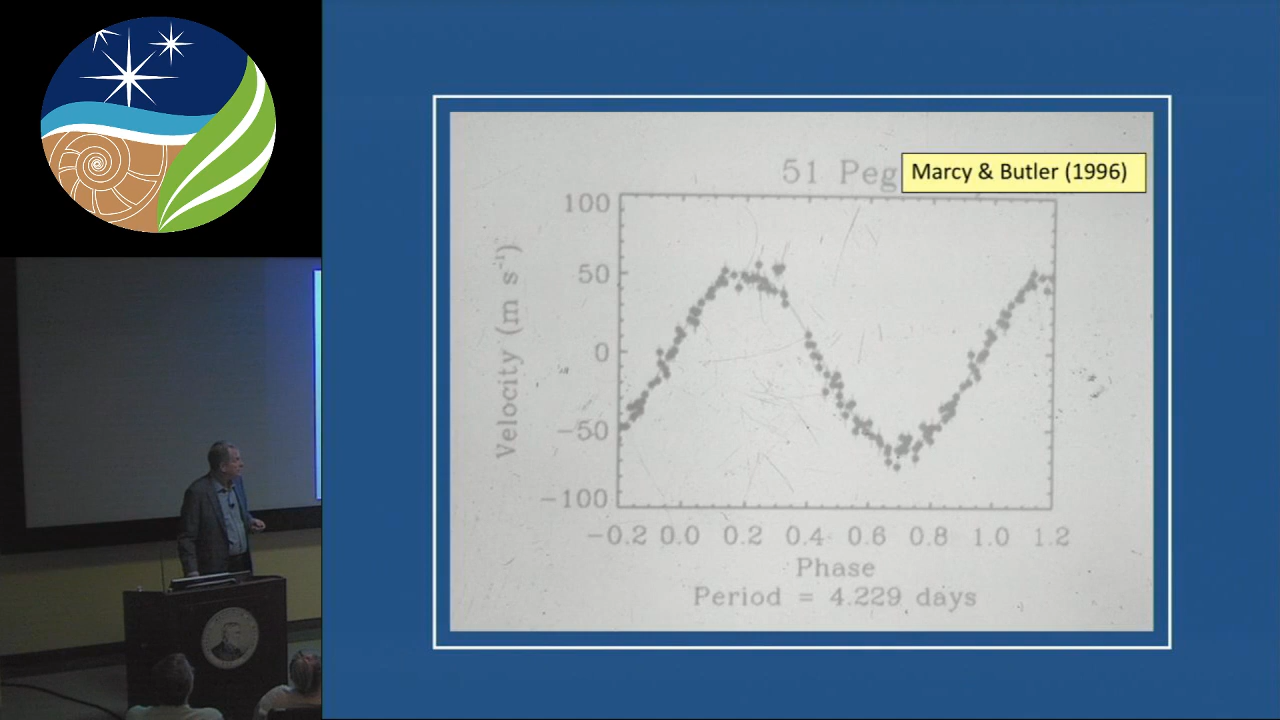 51 Peg
Marcy & Butler (1996)
100
50
0
−50
−100
Velocity (m s⁻¹)
−0.2 0.0 0.2 0.4 0.6 0.8 1.0 1.2
Phase
Period = 4.229 days